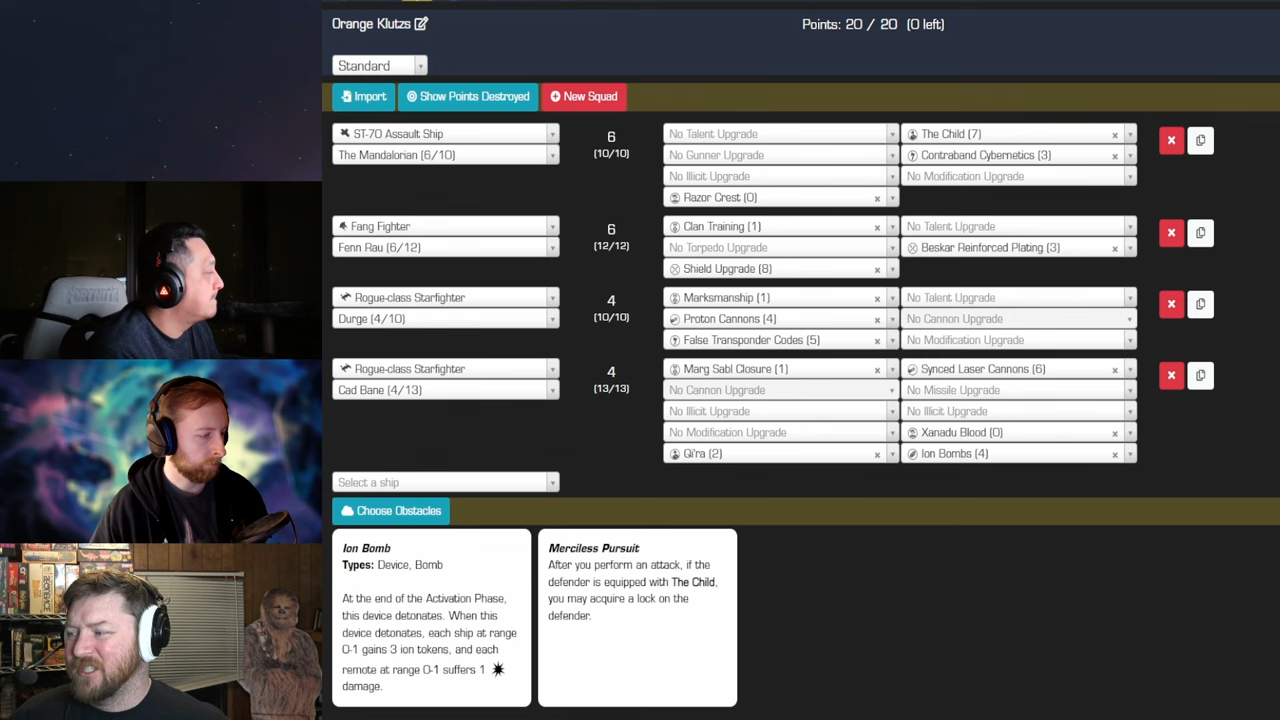 Orange Klutzs
Points: 20 / 20 (0 left)
Standard
Import
Show Points Destroyed
New Squad
ST-70 Assault Ship
The Mandalorian (6/10)
6
(10/10)
No Talent Upgrade
The Child (7)
No Gunner Upgrade
Contraband Cybernetics (3)
No Illicit Upgrade
No Modification Upgrade
Razor Crest (0)
Fang Fighter
Fenn Rau (6/12)
6
(12/12)
Clan Training (1)
No Talent Upgrade
No Torpedo Upgrade
Beskar Reinforced Plating (3)
Shield Upgrade (8)
Rogue-class Starfighter
Durge (4/10)
4
(10/10)
Marksmanship (1)
No Talent Upgrade
Proton Cannons (4)
No Cannon Upgrade
False Transponder Codes (5)
No Modification Upgrade
Rogue-class Starfighter
Cad Bane (4/13)
4
(13/13)
Marg Sabl Closure (1)
Synced Laser Cannons (6)
No Cannon Upgrade
No Missile Upgrade
No Illicit Upgrade
No Illicit Upgrade
No Modification Upgrade
Xanadu Blood (0)
Qi'ra (2)
Ion Bombs (4)
Select a ship
Choose Obstacles
Ion Bomb
Types: Device, Bomb
At the end of the Activation Phase,
this device detonates. When this
device detonates, each ship at range
0-1 gains 3 ion tokens, and each
remote at range 0-1 suffers 1
damage.
Merciless Pursuit
After you perform an attack, if the
defender is equipped with The Child,
you may acquire a lock on the
defender.